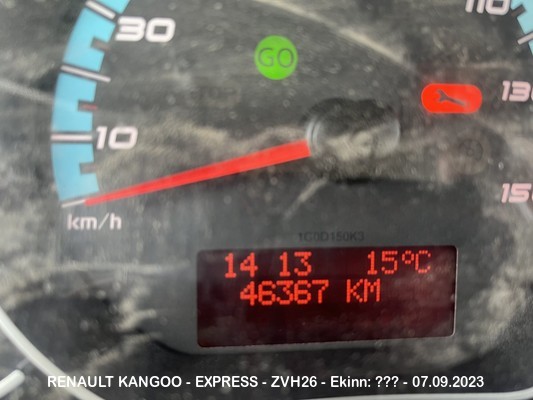 30
110
GO
130
10
150
km/h
1C0D150K3
14 13 15°C
46367 KM
RENAULT KANGOO - EXPRESS - ZVH26 - Ekinn: ??? - 07.09.2023